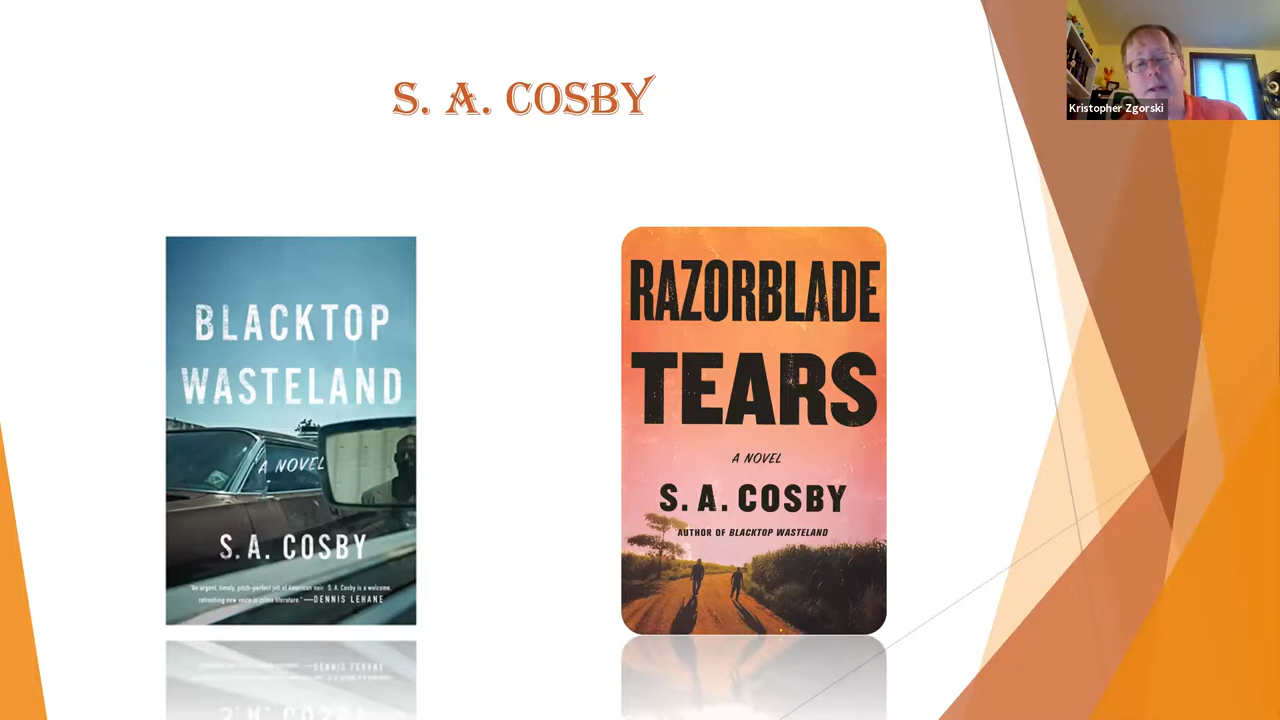 S. A. COSBY
Kristopher Zgorski
BLACKTOP
WASTELAND
A NOVEL
S. A. COSBY
"An urgent, timely, pitch-perfect jolt of American noir. S. A. Cosby is a welcome,
refreshing new voice in crime literature." —DENNIS LEHANE
RAZORBLADE
TEARS
A NOVEL
S. A. COSBY
AUTHOR OF BLACKTOP WASTELAND